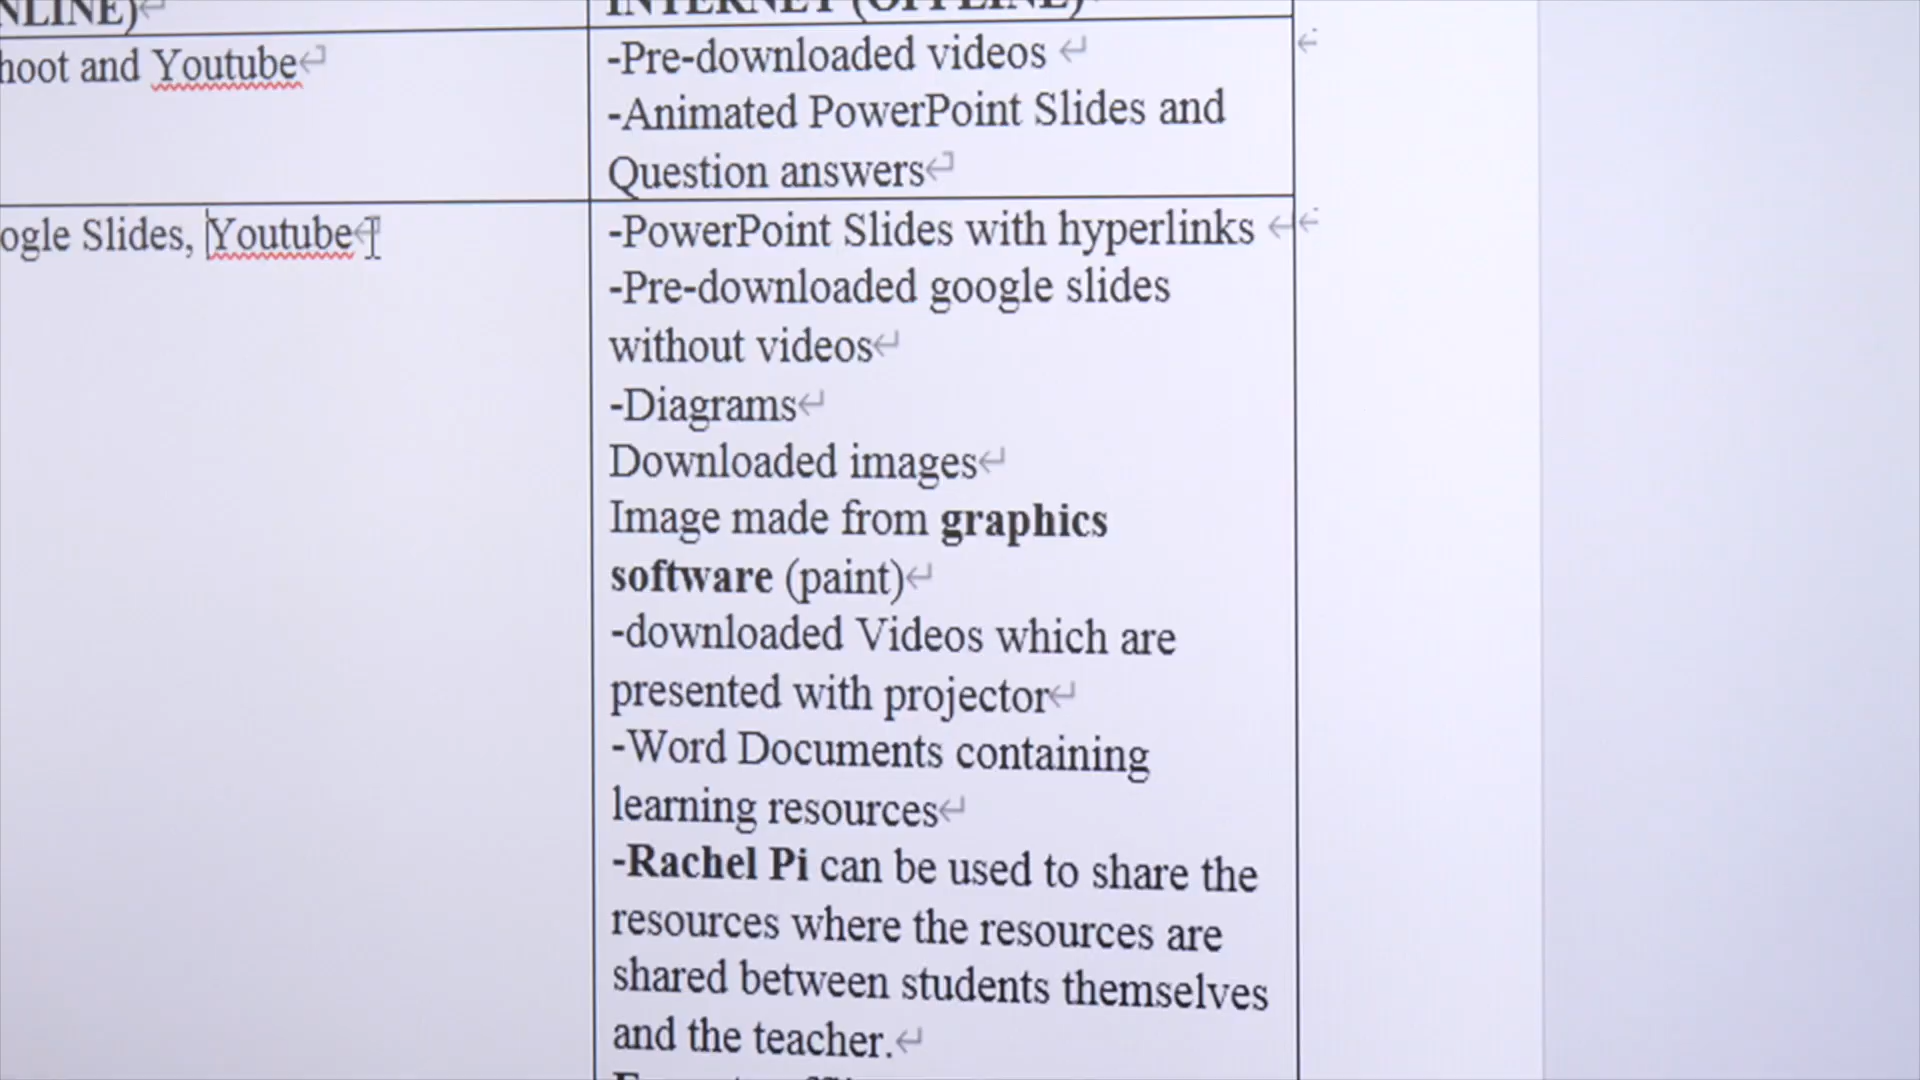 INTERNET (OFFLINE)
hoot and Youtube
-Pre-downloaded videos
-Animated PowerPoint Slides and
Question answers
ogle Slides, Youtube
-PowerPoint Slides with hyperlinks
-Pre-downloaded google slides
without videos
-Diagrams
Downloaded images
Image made from graphics
software (paint)
-downloaded Videos which are
presented with projector
-Word Documents containing
learning resources
-Rachel Pi can be used to share the
resources where the resources are
shared between students themselves
and the teacher.